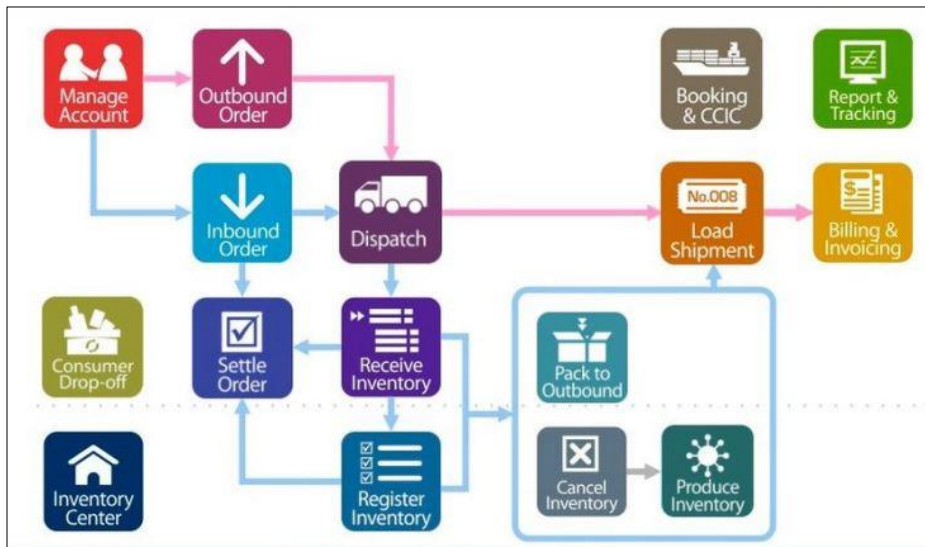 Manage
Account
Outbound
Order
Booking
& CCIC
Report &
Tracking
Inbound
Order
Dispatch
No.008
Load
Shipment
$
Billing &
Invoicing
Consumer
Drop-off
Settle
Order
Receive
Inventory
Pack to
Outbound
Inventory
Center
Register
Inventory
Cancel
Inventory
Produce
Inventory